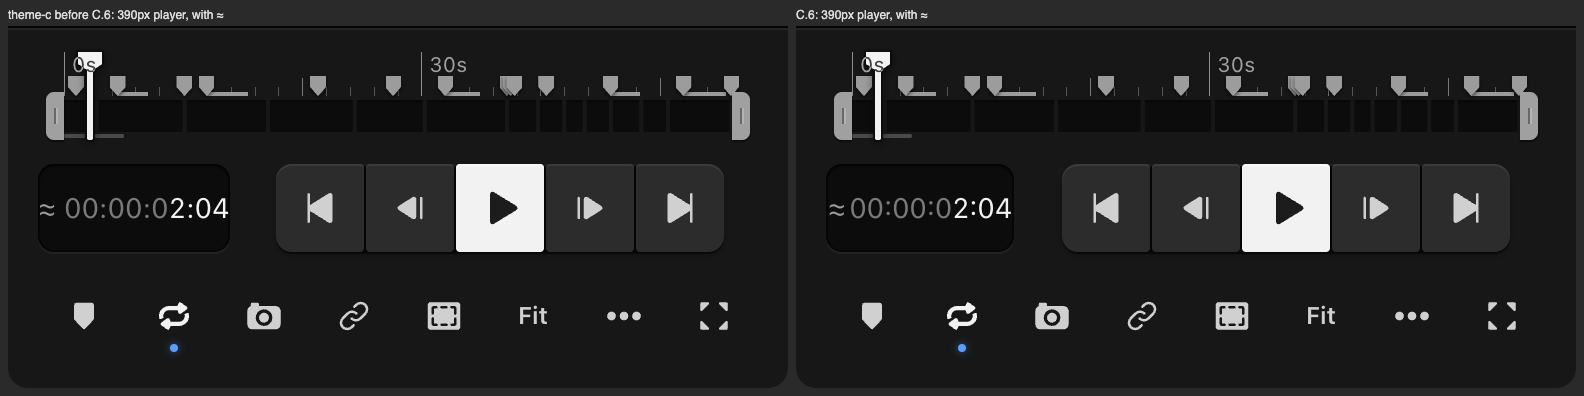 theme-c before C.6: 390px player, with ≈
0s 30s
≈ 00:00:02:04
Fit
C.6: 390px player, with ≈
0s 30s
≈ 00:00:02:04
Fit